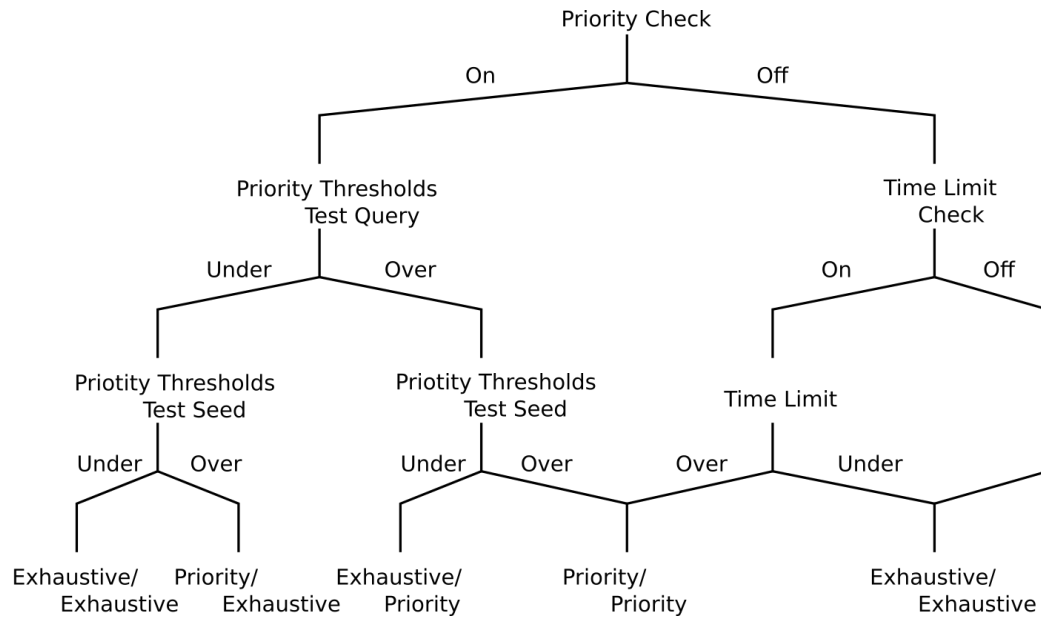 Priority Check
On
Off
Priority Thresholds
Test Query
Time Limit
Check
Under
Over
On
Off
Priotity Thresholds
Test Seed
Priotity Thresholds
Test Seed
Time Limit
Under
Over
Under
Over
Over
Under
Exhaustive/
Exhaustive
Priority/
Exhaustive
Exhaustive/
Priority
Priority/
Priority
Exhaustive/
Exhaustive